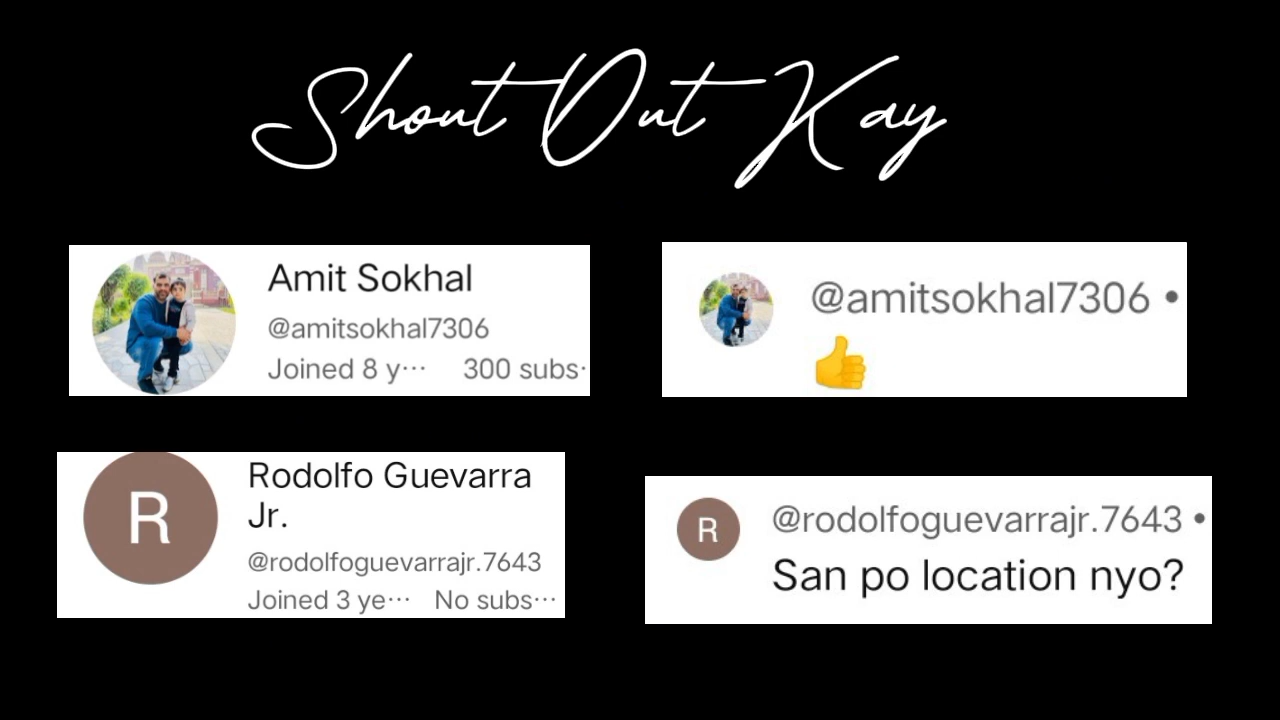 Shout Out Kay
Amit Sokhal
@amitsokhal7306
Joined 8 y··· 300 subs·
@amitsokhal7306 •
R
Rodolfo Guevarra
Jr.
@rodolfoguevarrajr.7643
Joined 3 ye··· No subs···
R
@rodolfoguevarrajr.7643 •
San po location nyo?